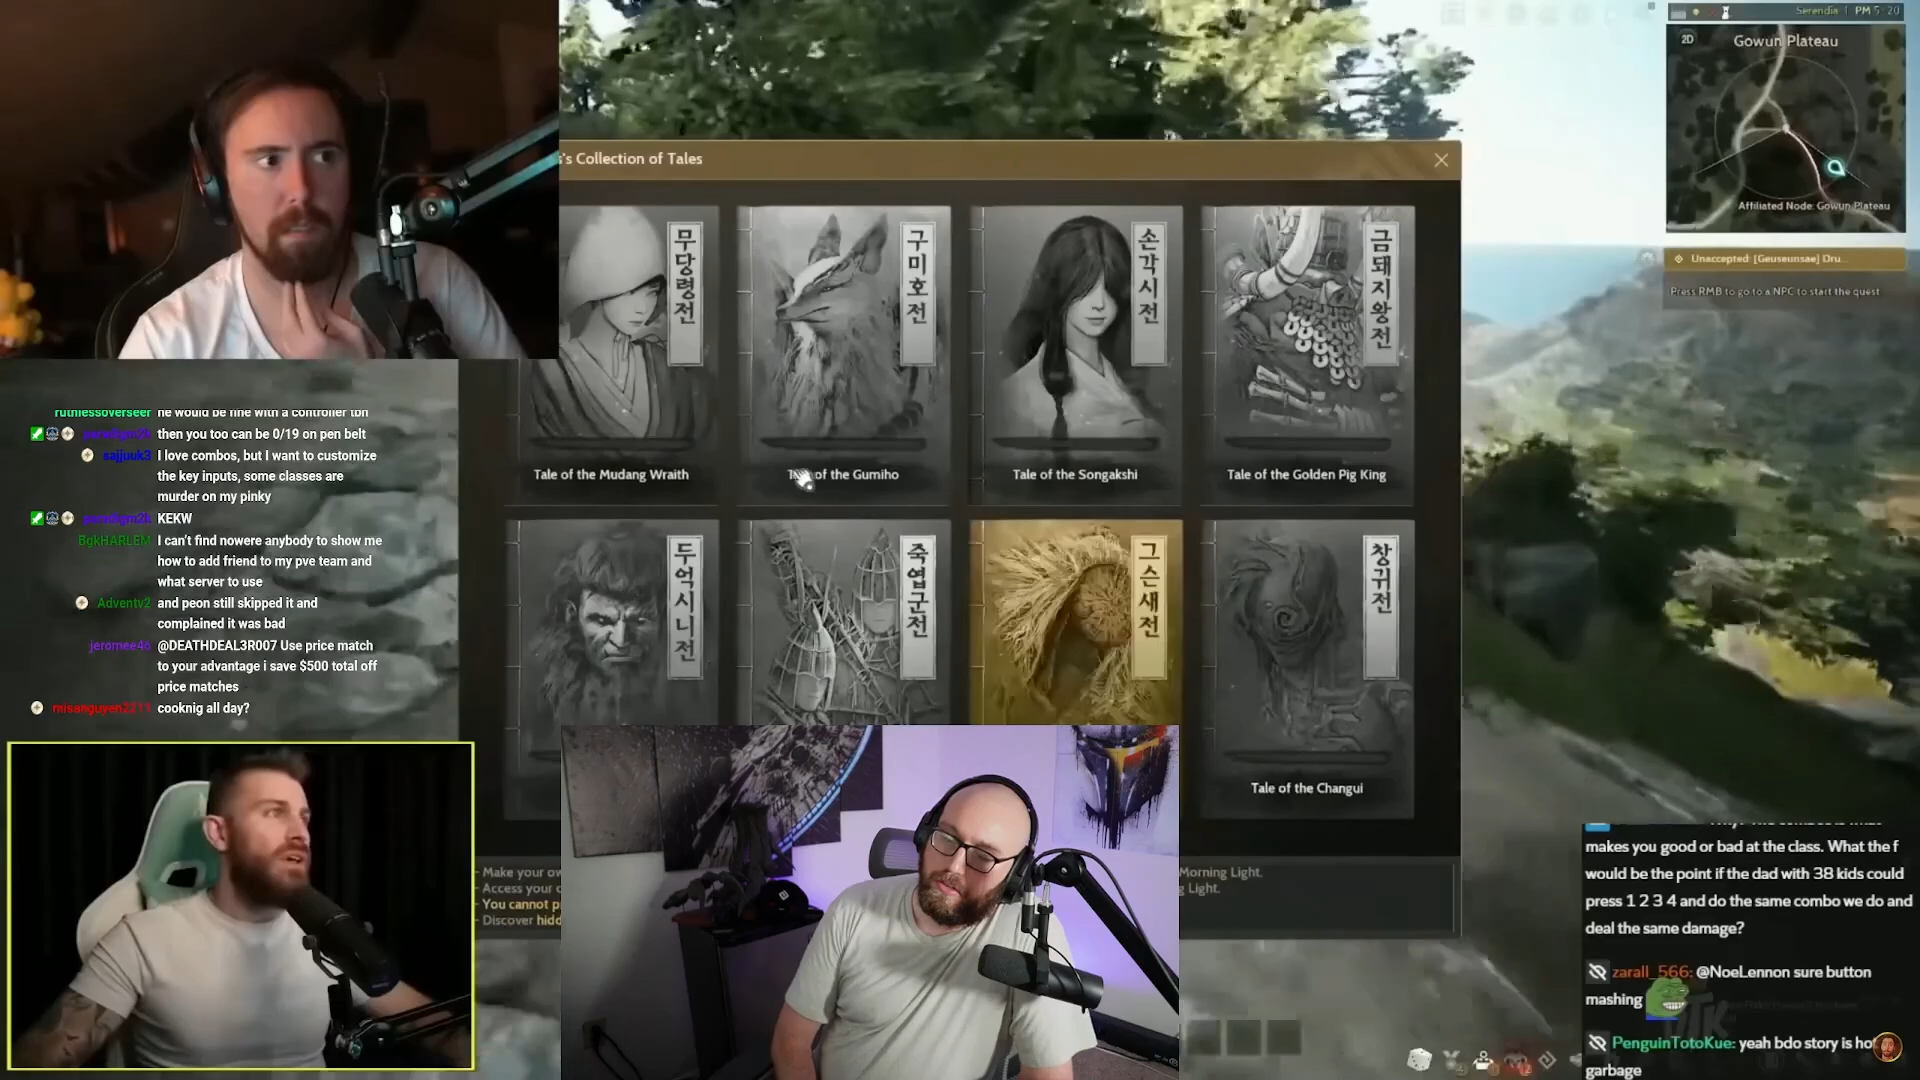 Serendia | PM 5 : 20
2D
Gowun Plateau
Affiliated Node: Gowun Plateau
Unaccepted: [Geuseunsae] Dru...
Press RMB to go to a NPC to start the quest
's Collection of Tales
무당령전
구미호전
손각시전
금돼지왕전
Tale of the Mudang Wraith
of the Gumiho
Tale of the Songakshi
Tale of the Golden Pig King
두억시니전
죽엽군전
그슨새전
창귀전
Tale of the Changui
- Make your ow
Morning Light.
- Access your c
g Light.
- You cannot p
- Discover hidd
ruthlessoverseer he would be fine with a controller tbh
paradigm2k then you too can be 0/19 on pen belt
sajjuuk3 I love combos, but I want to customize
the key inputs, some classes are
murder on my pinky
paradigm2k KEKW
BgkHARLEM I can't find nowere anybody to show me
how to add friend to my pve team and
what server to use
Adventv2 and peon still skipped it and
complained it was bad
jeromee46 @DEATHDEAL3R007 Use price match
to your advantage i save $500 total off
price matches
misanguyen2211 cooknig all day?
makes you good or bad at the class. What the f
would be the point if the dad with 38 kids could
press 1 2 3 4 and do the same combo we do and
deal the same damage?
zarall_566: @NoeLennon sure button
mashing
PenguinTotoKue: yeah bdo story is hot
garbage